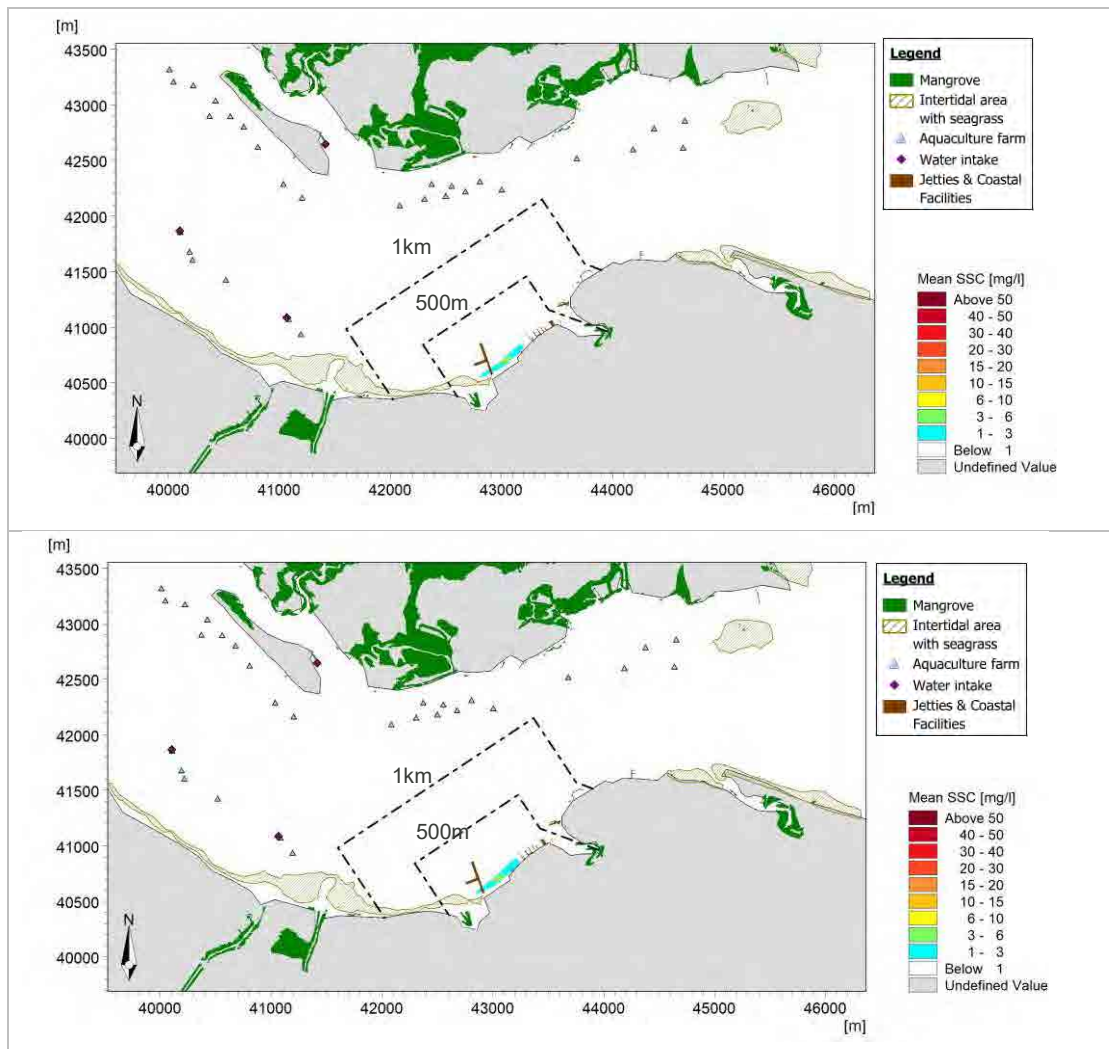 [m]
43500
43000
42500
42000
41500
41000
40500
40000
1km
500m
N
40000 41000 42000 43000 44000 45000 46000
[m]
Legend
Mangrove
Intertidal area
with seagrass
Aquaculture farm
Water intake
Jetties & Coastal
Facilities
Mean SSC [mg/l]
Above 50
40 - 50
30 - 40
20 - 30
15 - 20
10 - 15
6 - 10
3 - 6
1 - 3
Below 1
Undefined Value
[m]
43500
43000
42500
42000
41500
41000
40500
40000
1km
500m
N
40000 41000 42000 43000 44000 45000 46000
[m]
Legend
Mangrove
Intertidal area
with seagrass
Aquaculture farm
Water intake
Jetties & Coastal
Facilities
Mean SSC [mg/l]
Above 50
40 - 50
30 - 40
20 - 30
15 - 20
10 - 15
6 - 10
3 - 6
1 - 3
Below 1
Undefined Value